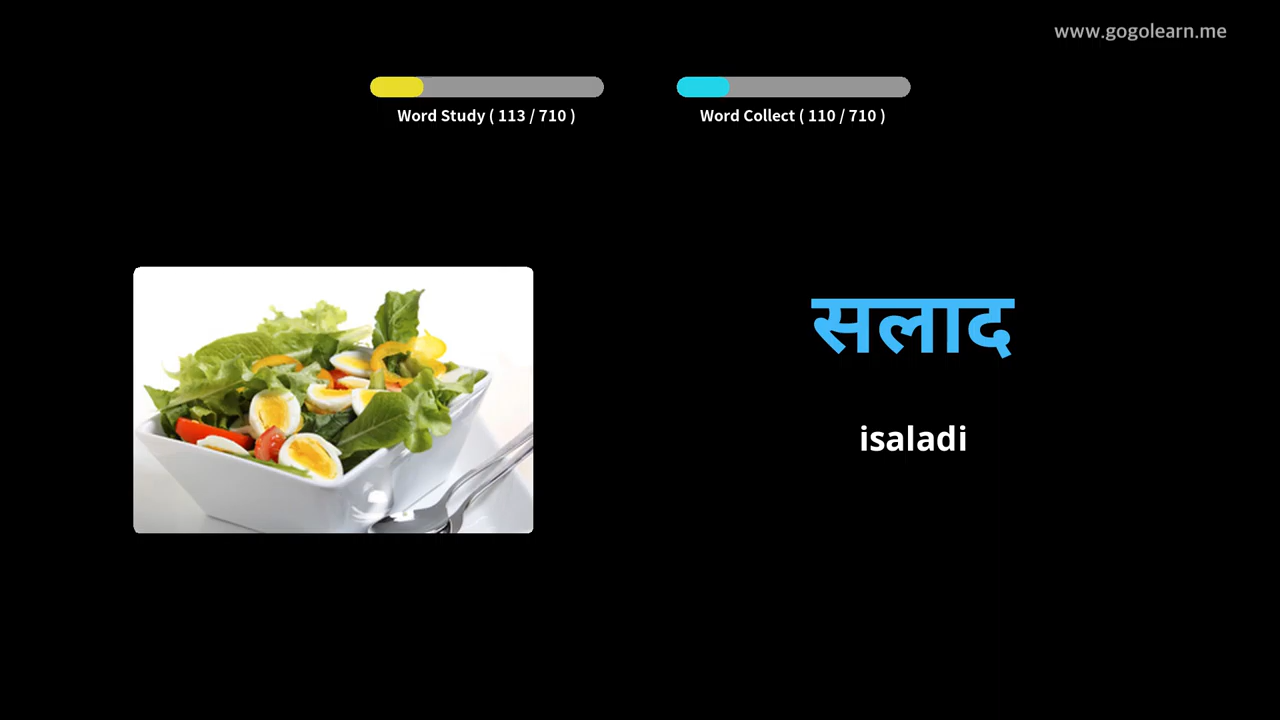 www.gogolearn.me
Word Study ( 113 / 710 )
Word Collect ( 110 / 710 )
सलाद
isaladi